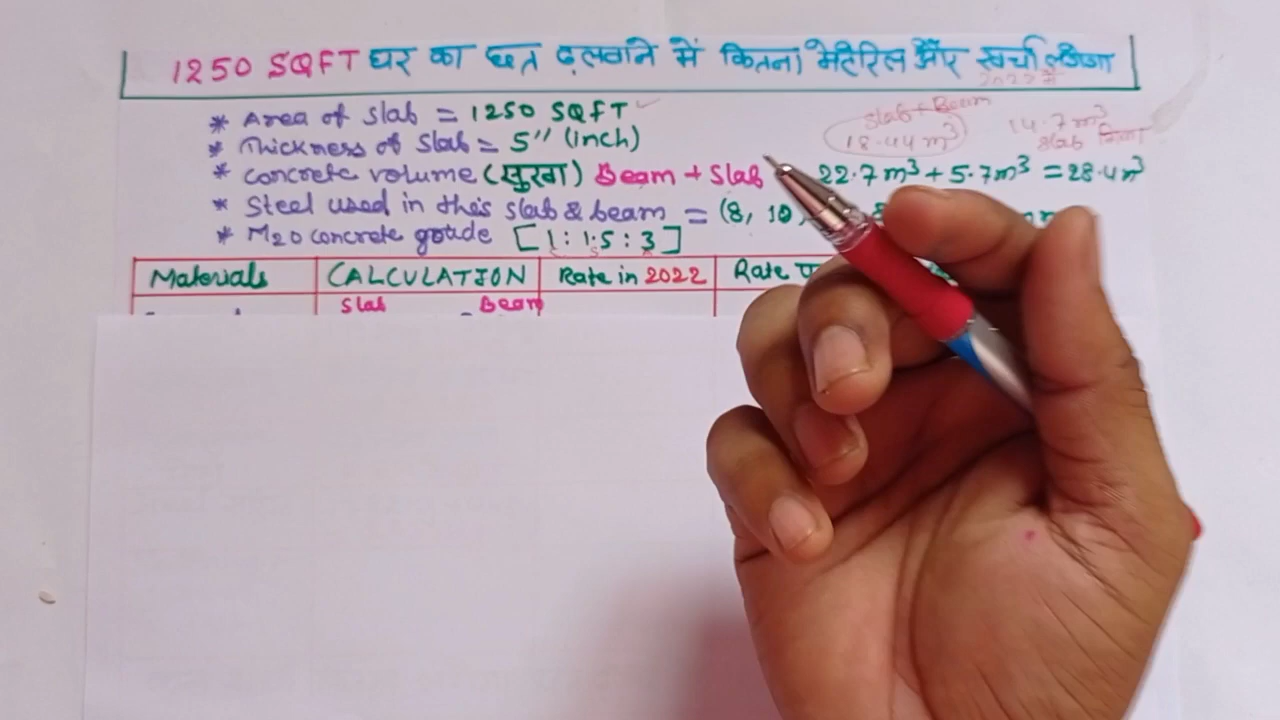 1250 SQFT घर का छत ढलवाने में कितना मेटेरिल और खर्चा लगेगा
2022 में
* Area of slab = 1250 SQFT ✓
Slab + Beam
18.44 m³
14.7 m³
slab
* Thickness of Slab = 5'' (inch)
* Concrete volume (सुखा) Beam + Slab 22.7 m³ + 5.7 m³ = 28.4 m³
* Steel used in this slab & beam = (8, 10,
* M20 concrete grade [1 : 1.5 : 3]
Materials CALCULATION Rate in 2022 Rate
Slab Beam